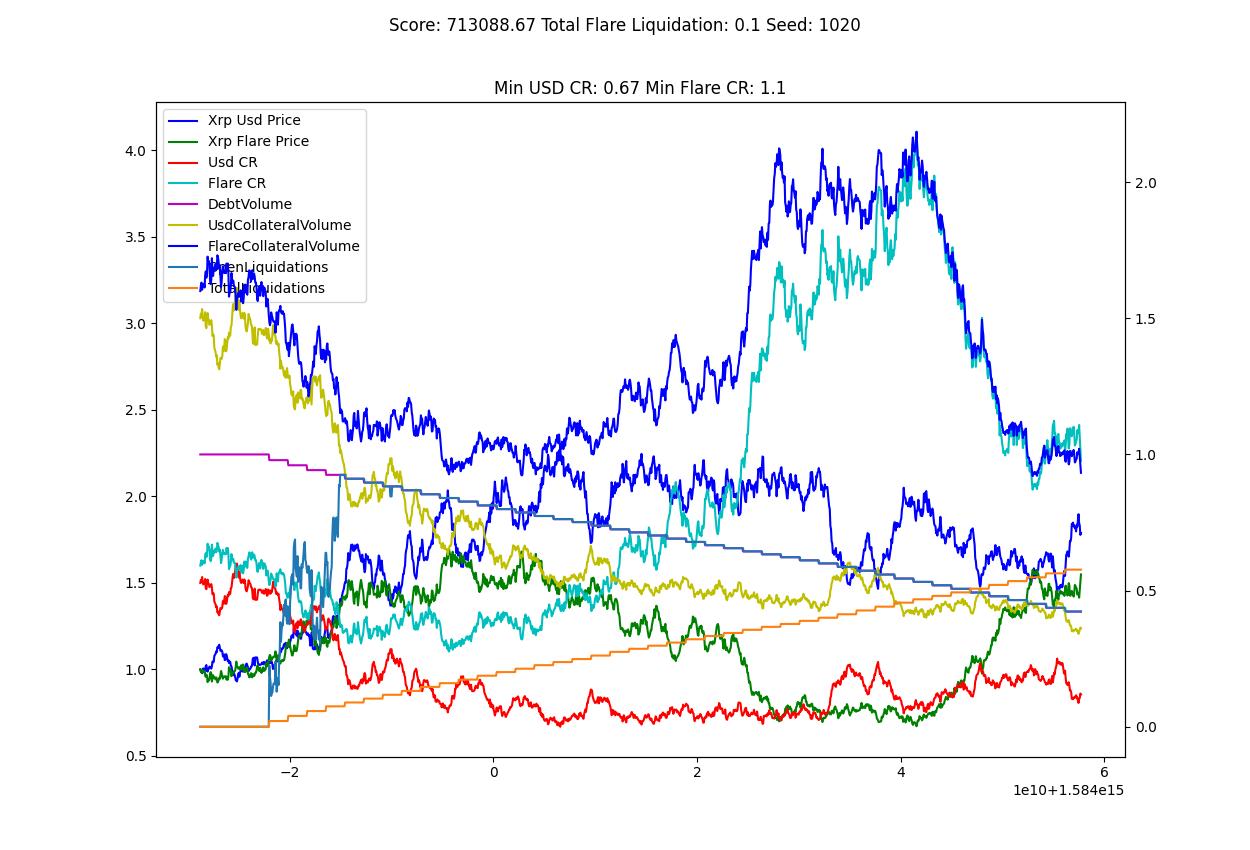 Score: 713088.67 Total Flare Liquidation: 0.1 Seed: 1020
Min USD CR: 0.67 Min Flare CR: 1.1
Xrp Usd Price
Xrp Flare Price
Usd CR
Flare CR
DebtVolume
UsdCollateralVolume
FlareCollateralVolume
OpenLiquidations
TotalLiquidations
4.0
3.5
3.0
2.5
2.0
1.5
1.0
0.5
2.0
1.5
1.0
0.5
0.0
−2 0 2 4 6
1e10+1.584e15